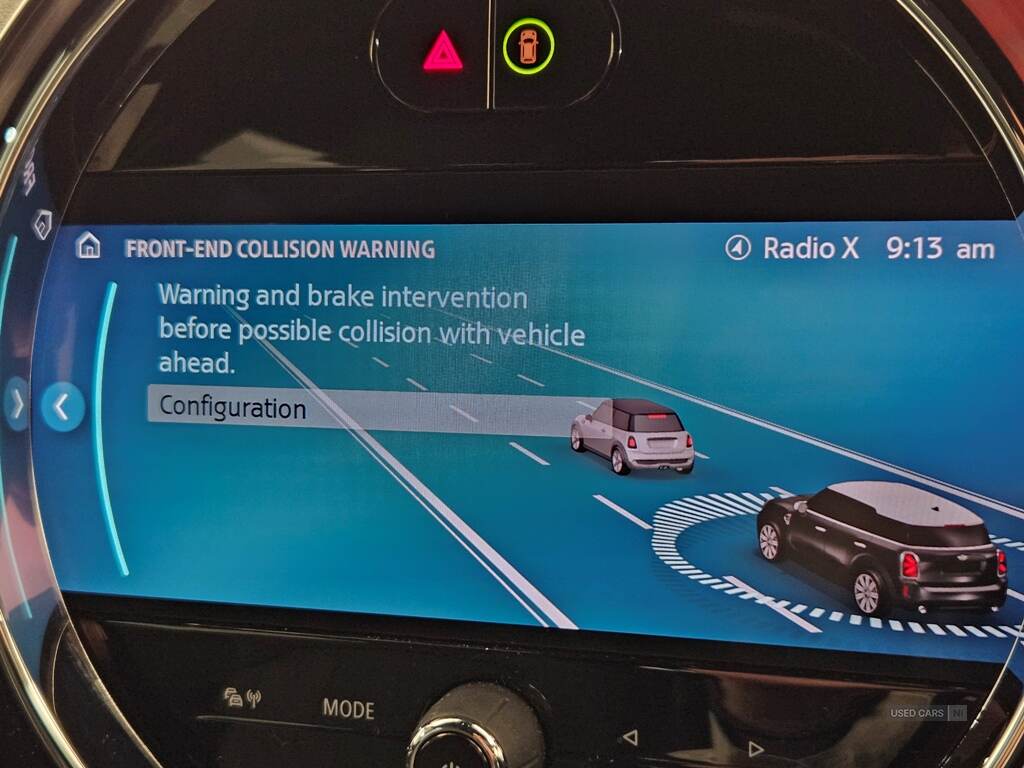 FRONT-END COLLISION WARNING
Radio X 9:13 am
Warning and brake intervention
before possible collision with vehicle
ahead.
Configuration
MODE
USED CARS NI